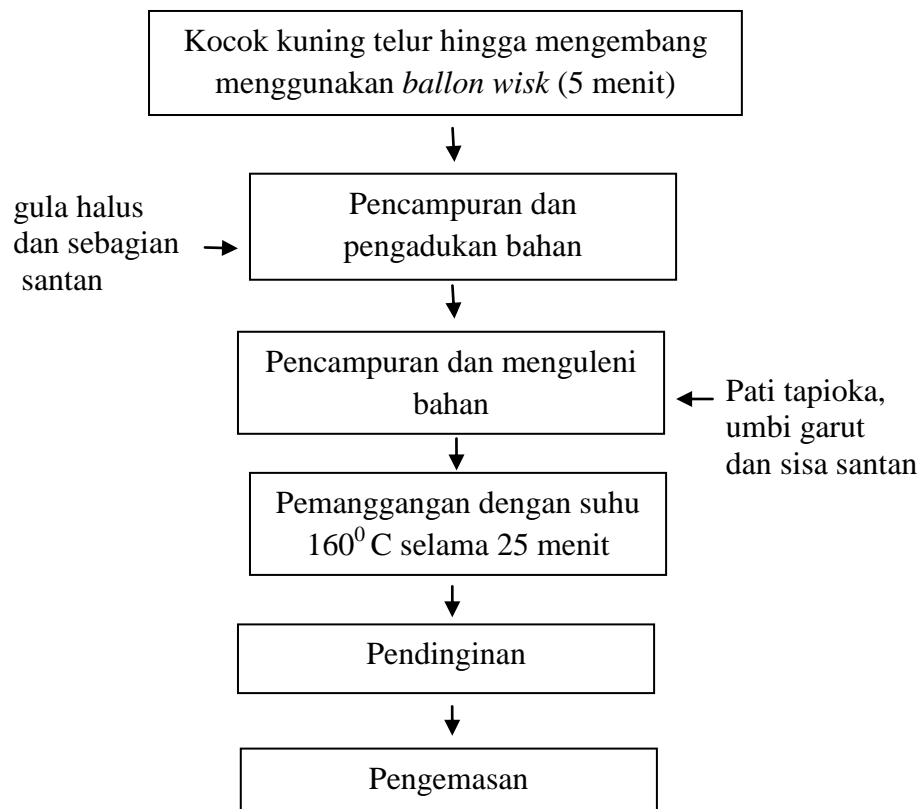 Kocok kuning telur hingga mengembang
menggunakan ballon wisk (5 menit)
gula halus
dan sebagian
santan
Pencampuran dan
pengadukan bahan
Pencampuran dan menguleni
bahan
Pati tapioka,
umbi garut
dan sisa santan
Pemanggangan dengan suhu
160⁰ C selama 25 menit
Pendinginan
Pengemasan